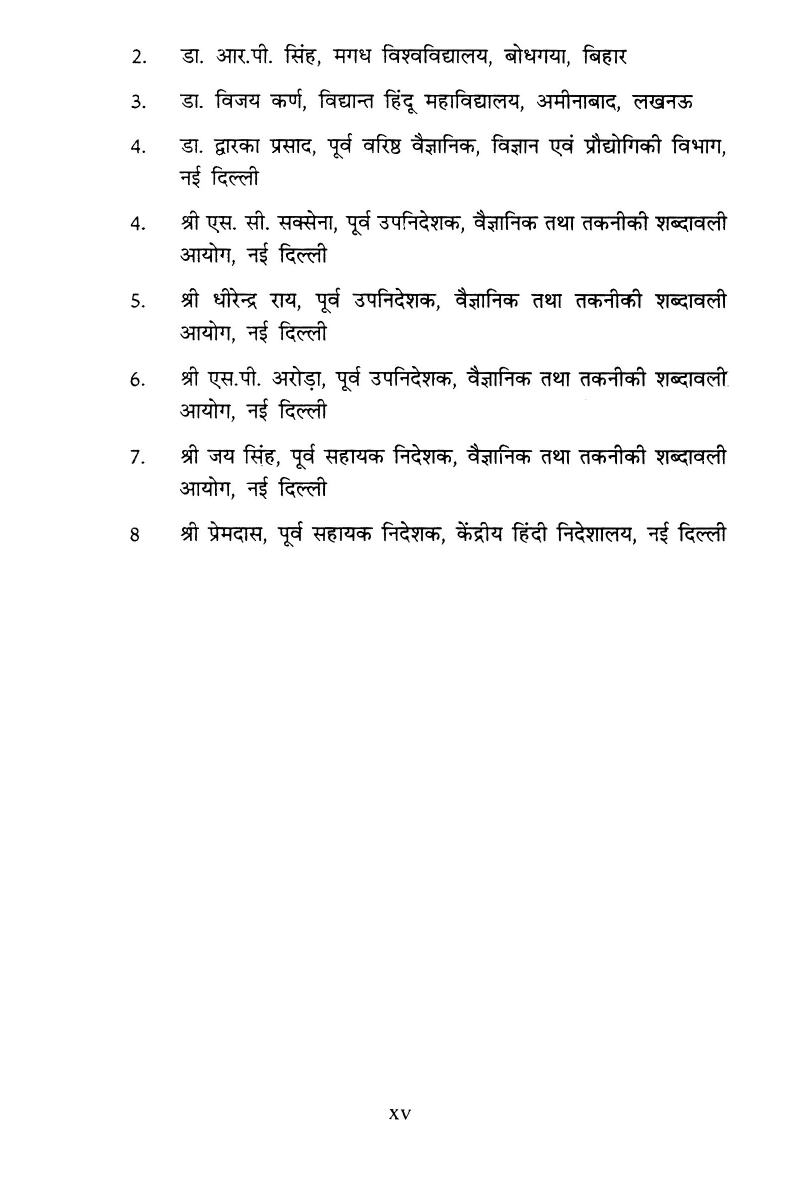 2. डा. आर.पी. सिंह, मगध विश्वविद्यालय, बोधगया, बिहार
3. डा. विजय कर्ण, विद्यान्त हिंदू महाविद्यालय, अमीनाबाद, लखनऊ
4. डा. द्वारका प्रसाद, पूर्व वरिष्ठ वैज्ञानिक, विज्ञान एवं प्रौद्योगिकी विभाग,
नई दिल्ली
4. श्री एस. सी. सक्सेना, पूर्व उपनिदेशक, वैज्ञानिक तथा तकनीकी शब्दावली
आयोग, नई दिल्ली
5. श्री धीरेन्द्र राय, पूर्व उपनिदेशक, वैज्ञानिक तथा तकनीकी शब्दावली
आयोग, नई दिल्ली
6. श्री एस.पी. अरोड़ा, पूर्व उपनिदेशक, वैज्ञानिक तथा तकनीकी शब्दावली
आयोग, नई दिल्ली
7. श्री जय सिंह, पूर्व सहायक निदेशक, वैज्ञानिक तथा तकनीकी शब्दावली
आयोग, नई दिल्ली
8 श्री प्रेमदास, पूर्व सहायक निदेशक, केंद्रीय हिंदी निदेशालय, नई दिल्ली
xv